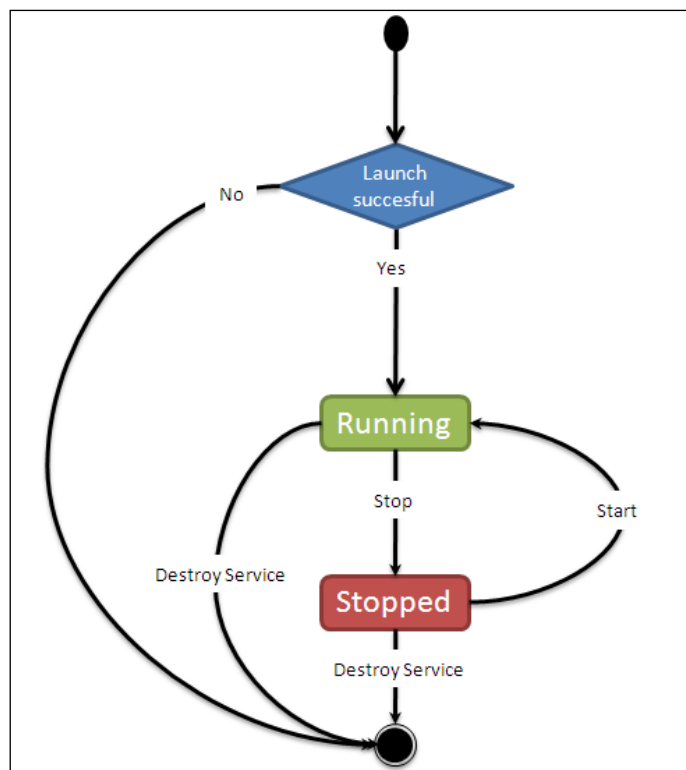 Launch
succesful
No
Yes
Running
Stop
Start
Destroy Service
Stopped
Destroy Service